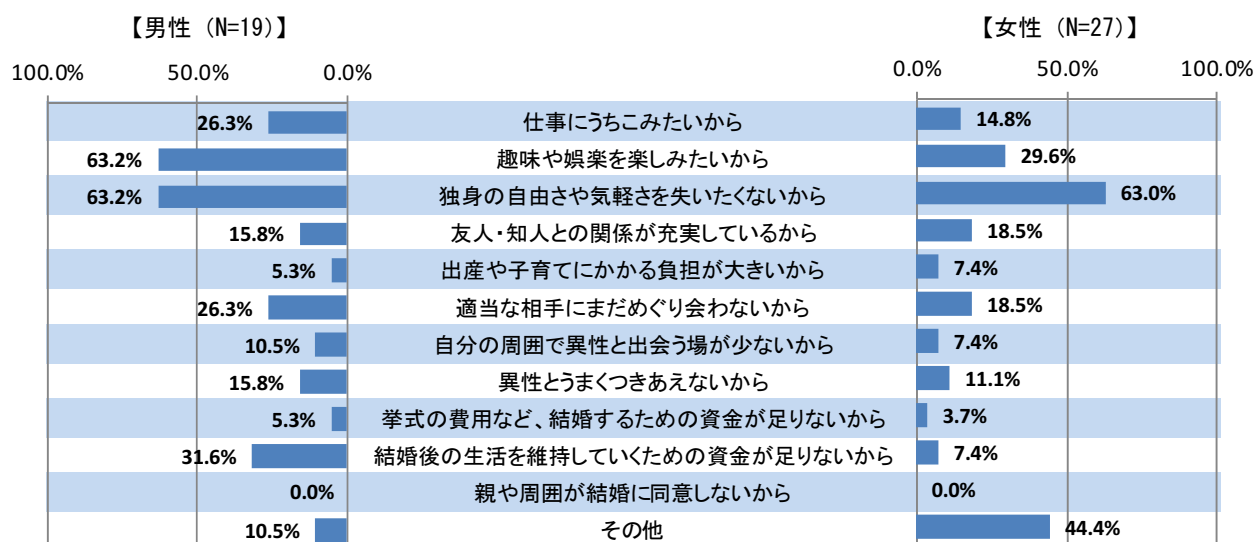 【男性（N=19）】 【女性（N=27）】
100.0% 50.0% 0.0% 0.0% 50.0% 100.0%
26.3% 仕事にうちこみたいから 14.8%
63.2% 趣味や娯楽を楽しみたいから 29.6%
63.2% 独身の自由さや気軽さを失いたくないから 63.0%
15.8% 友人・知人との関係が充実しているから 18.5%
5.3% 出産や子育てにかかる負担が大きいから 7.4%
26.3% 適当な相手にまだめぐり会わないから 18.5%
10.5% 自分の周囲で異性と出会う場が少ないから 7.4%
15.8% 異性とうまくつきあえないから 11.1%
5.3% 挙式の費用など、結婚するための資金が足りないから 3.7%
31.6% 結婚後の生活を維持していくための資金が足りないから 7.4%
0.0% 親や周囲が結婚に同意しないから 0.0%
10.5% その他 44.4%